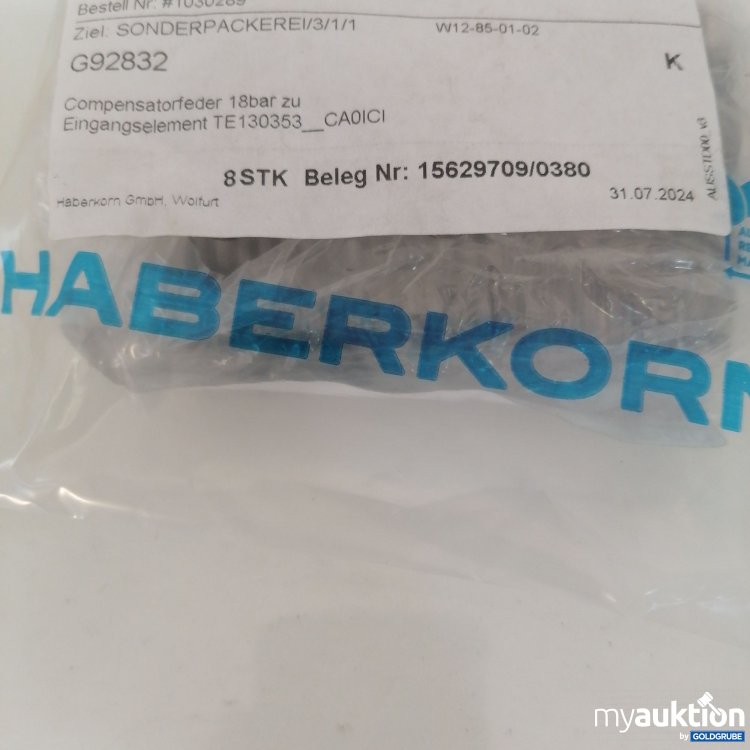 Bestell Nr: #1030289
Ziel: SONDERPACKEREI/3/1/1 W12-85-01-02
G92832 K
Compensatorfeder 18bar zu
Eingangselement TE130353__CA0ICI
8STK Beleg Nr: 15629709/0380
Haberkorn GmbH, Wolfurt 31.07.2024
HABERKORN
myauktion
by GOLDGRUBE